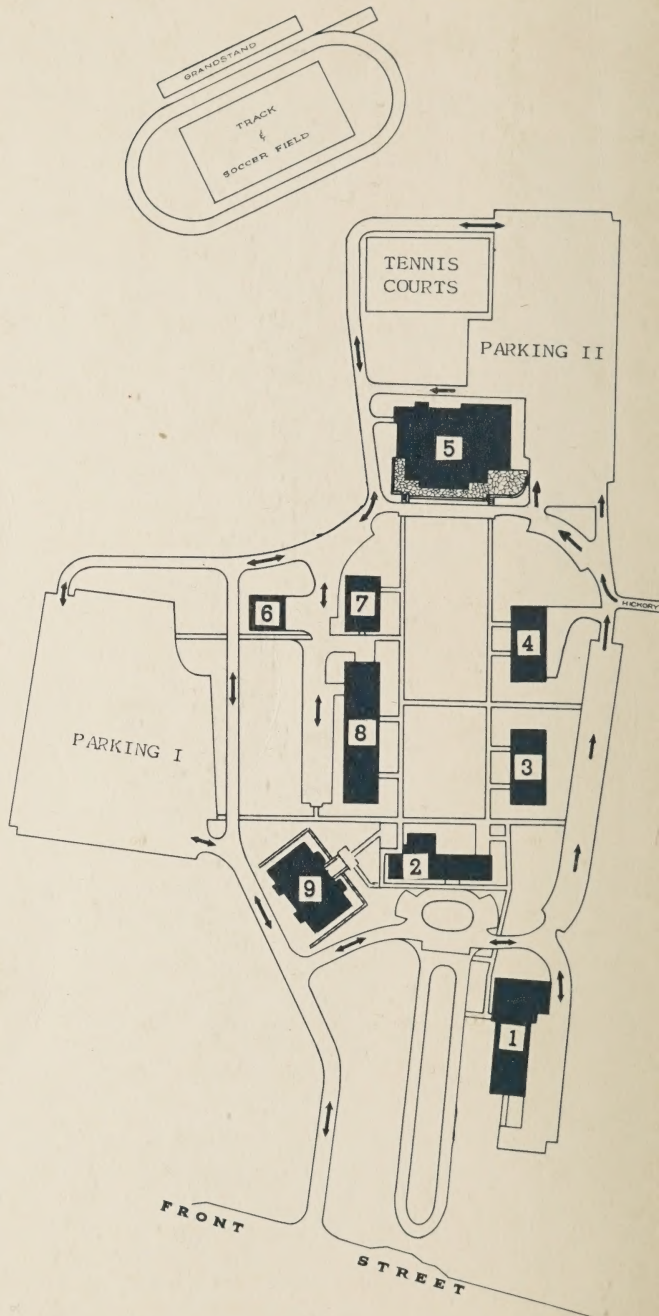 GRANDSTAND
TRACK
&
SOCCER FIELD
TENNIS
COURTS
PARKING II
5
HICKORY
6
7
4
PARKING I
8
3
2
9
1
FRONT
STREET